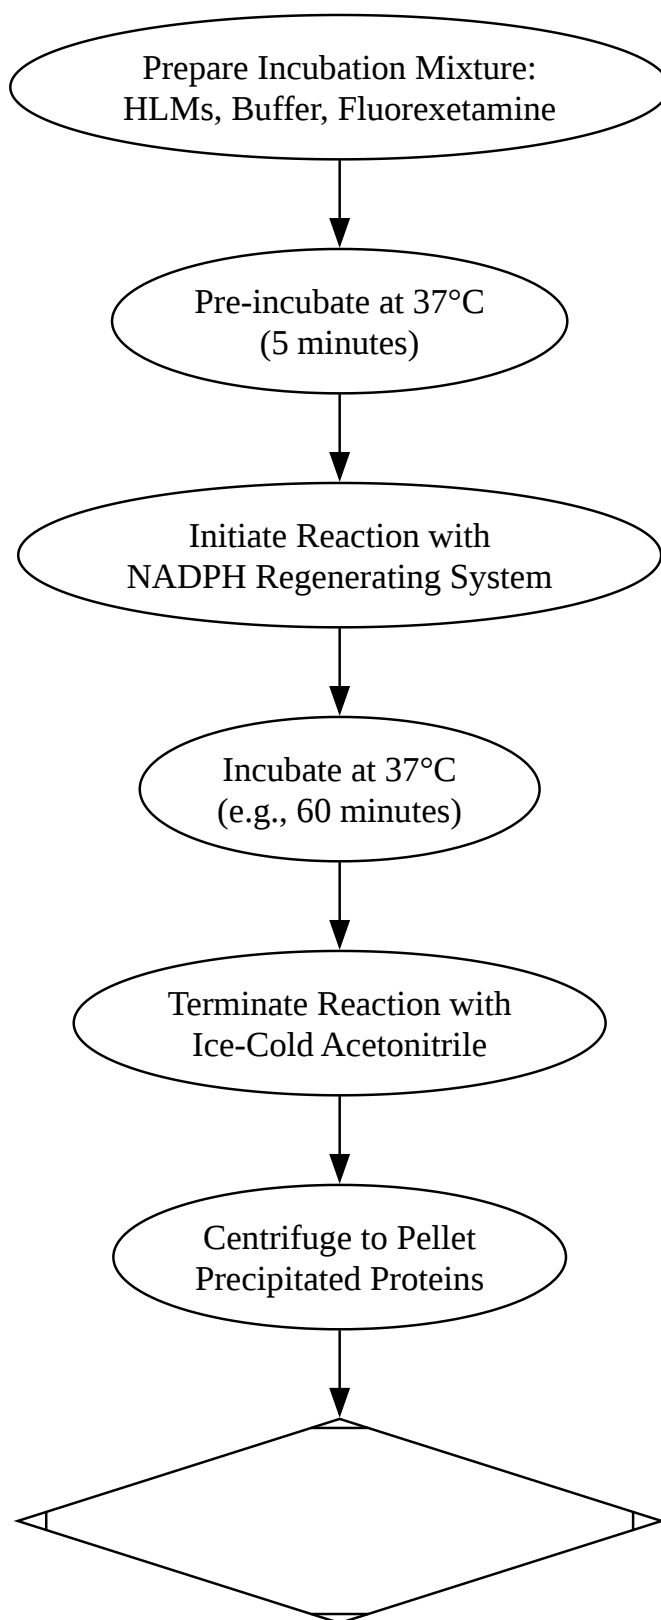 Prepare Incubation Mixture:
HLMs, Buffer, Fluorexetamine
Pre-incubate at 37°C
(5 minutes)
Initiate Reaction with
NADPH Regenerating System
Incubate at 37°C
(e.g., 60 minutes)
Terminate Reaction with
Ice-Cold Acetonitrile
Centrifuge to Pellet
Precipitated Proteins